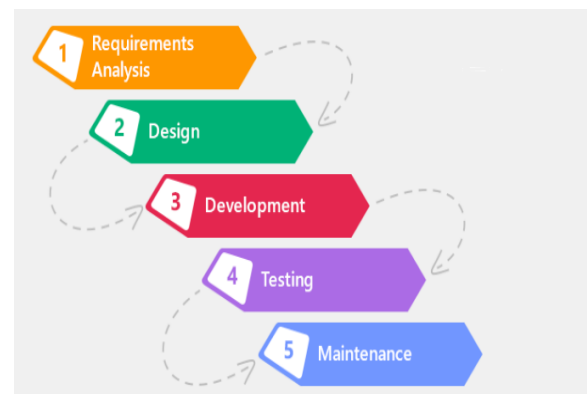 1
Requirements
Analysis
2
Design
3
Development
4
Testing
5
Maintenance